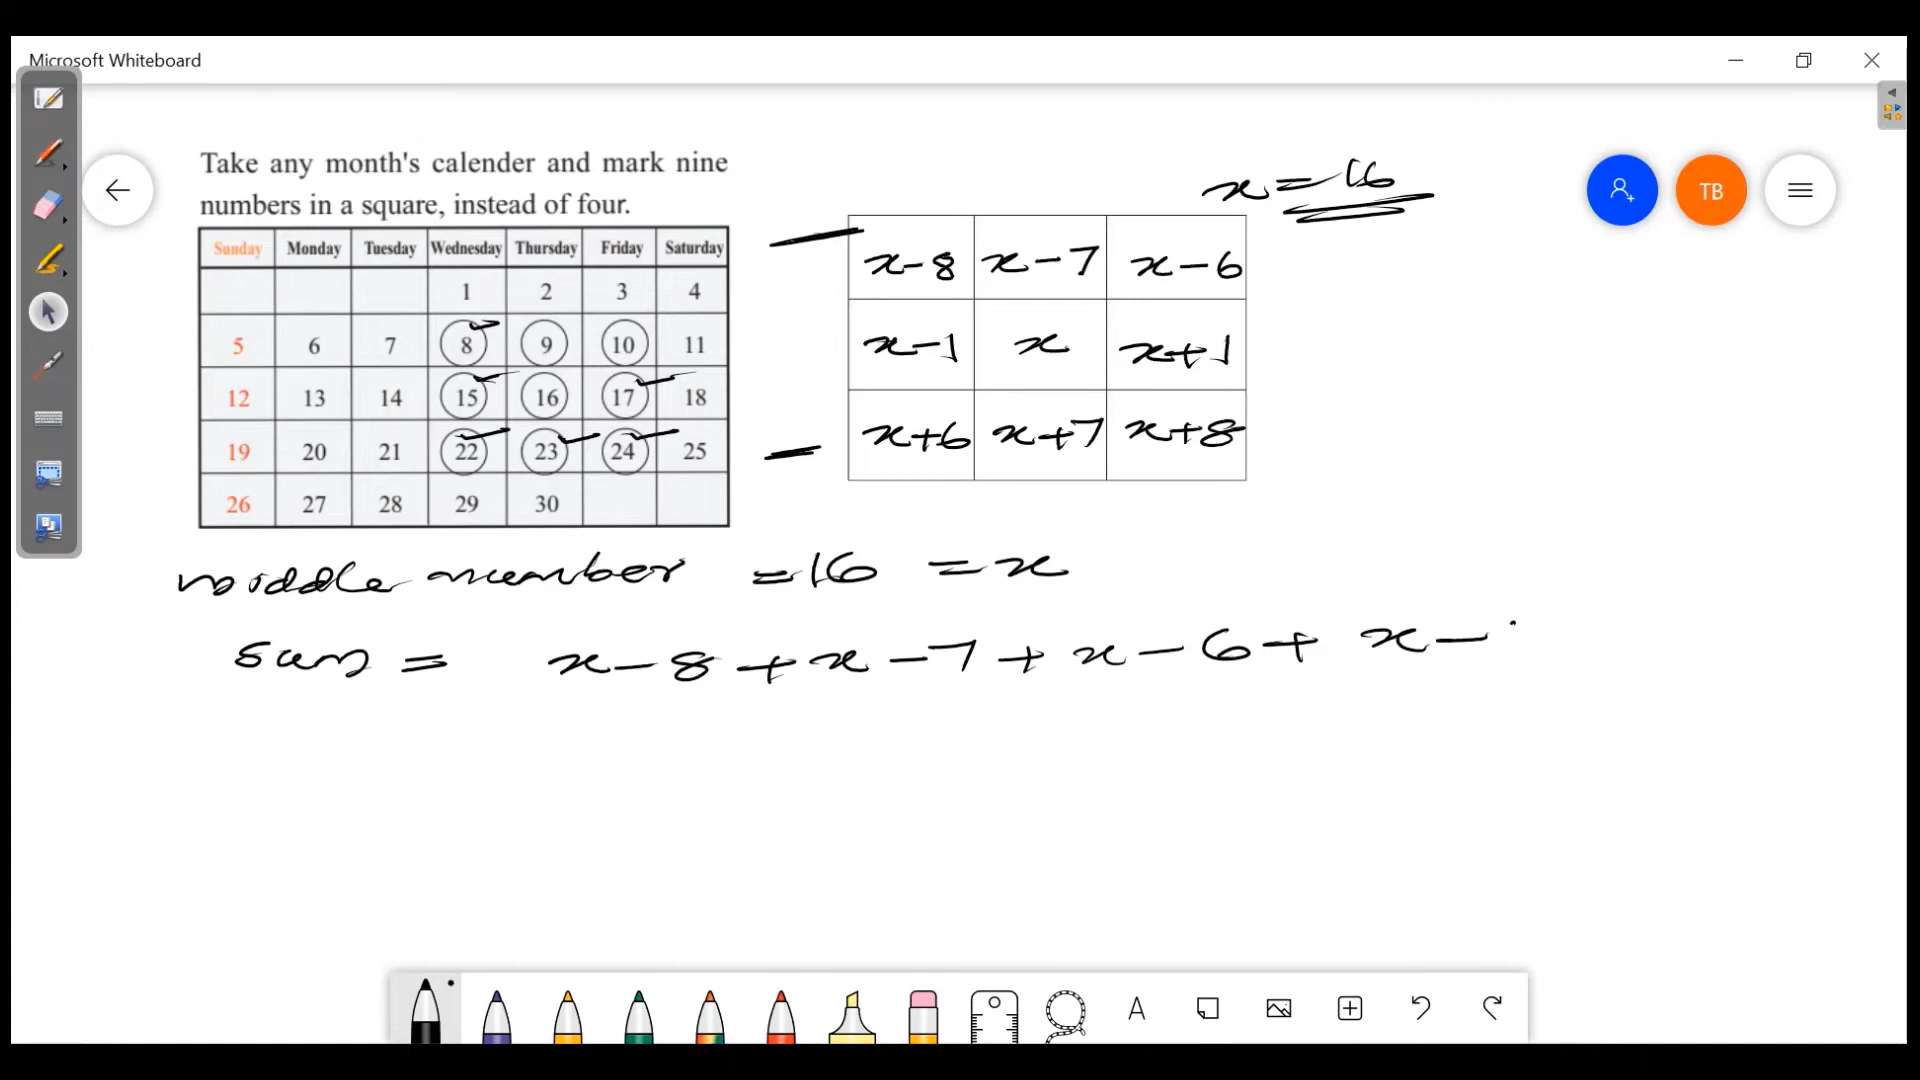 Microsoft Whiteboard
Take any month's calender and mark nine
numbers in a square, instead of four.
Sunday Monday Tuesday Wednesday Thursday Friday Saturday
1 2 3 4
5 6 7 8 9 10 11
12 13 14 15 16 17 18
19 20 21 22 23 24 25
26 27 28 29 30
x = 16
x-8 x-7 x-6
x-1 x x+1
x+6 x+7 x+8
TB
middle number = 16 = x
sum = x-8+x-7+x-6+x-
A